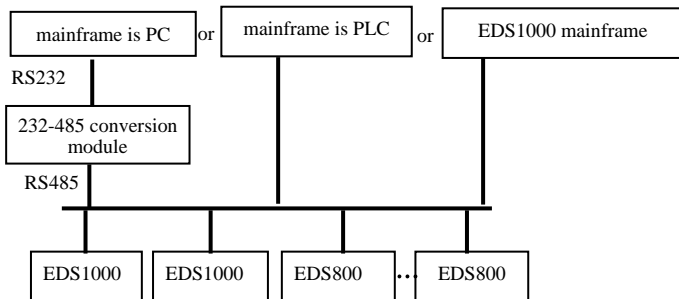 mainframe is PC or mainframe is PLC or EDS1000 mainframe
RS232
232-485 conversion
module
RS485
EDS1000 EDS1000 EDS800 ... EDS800